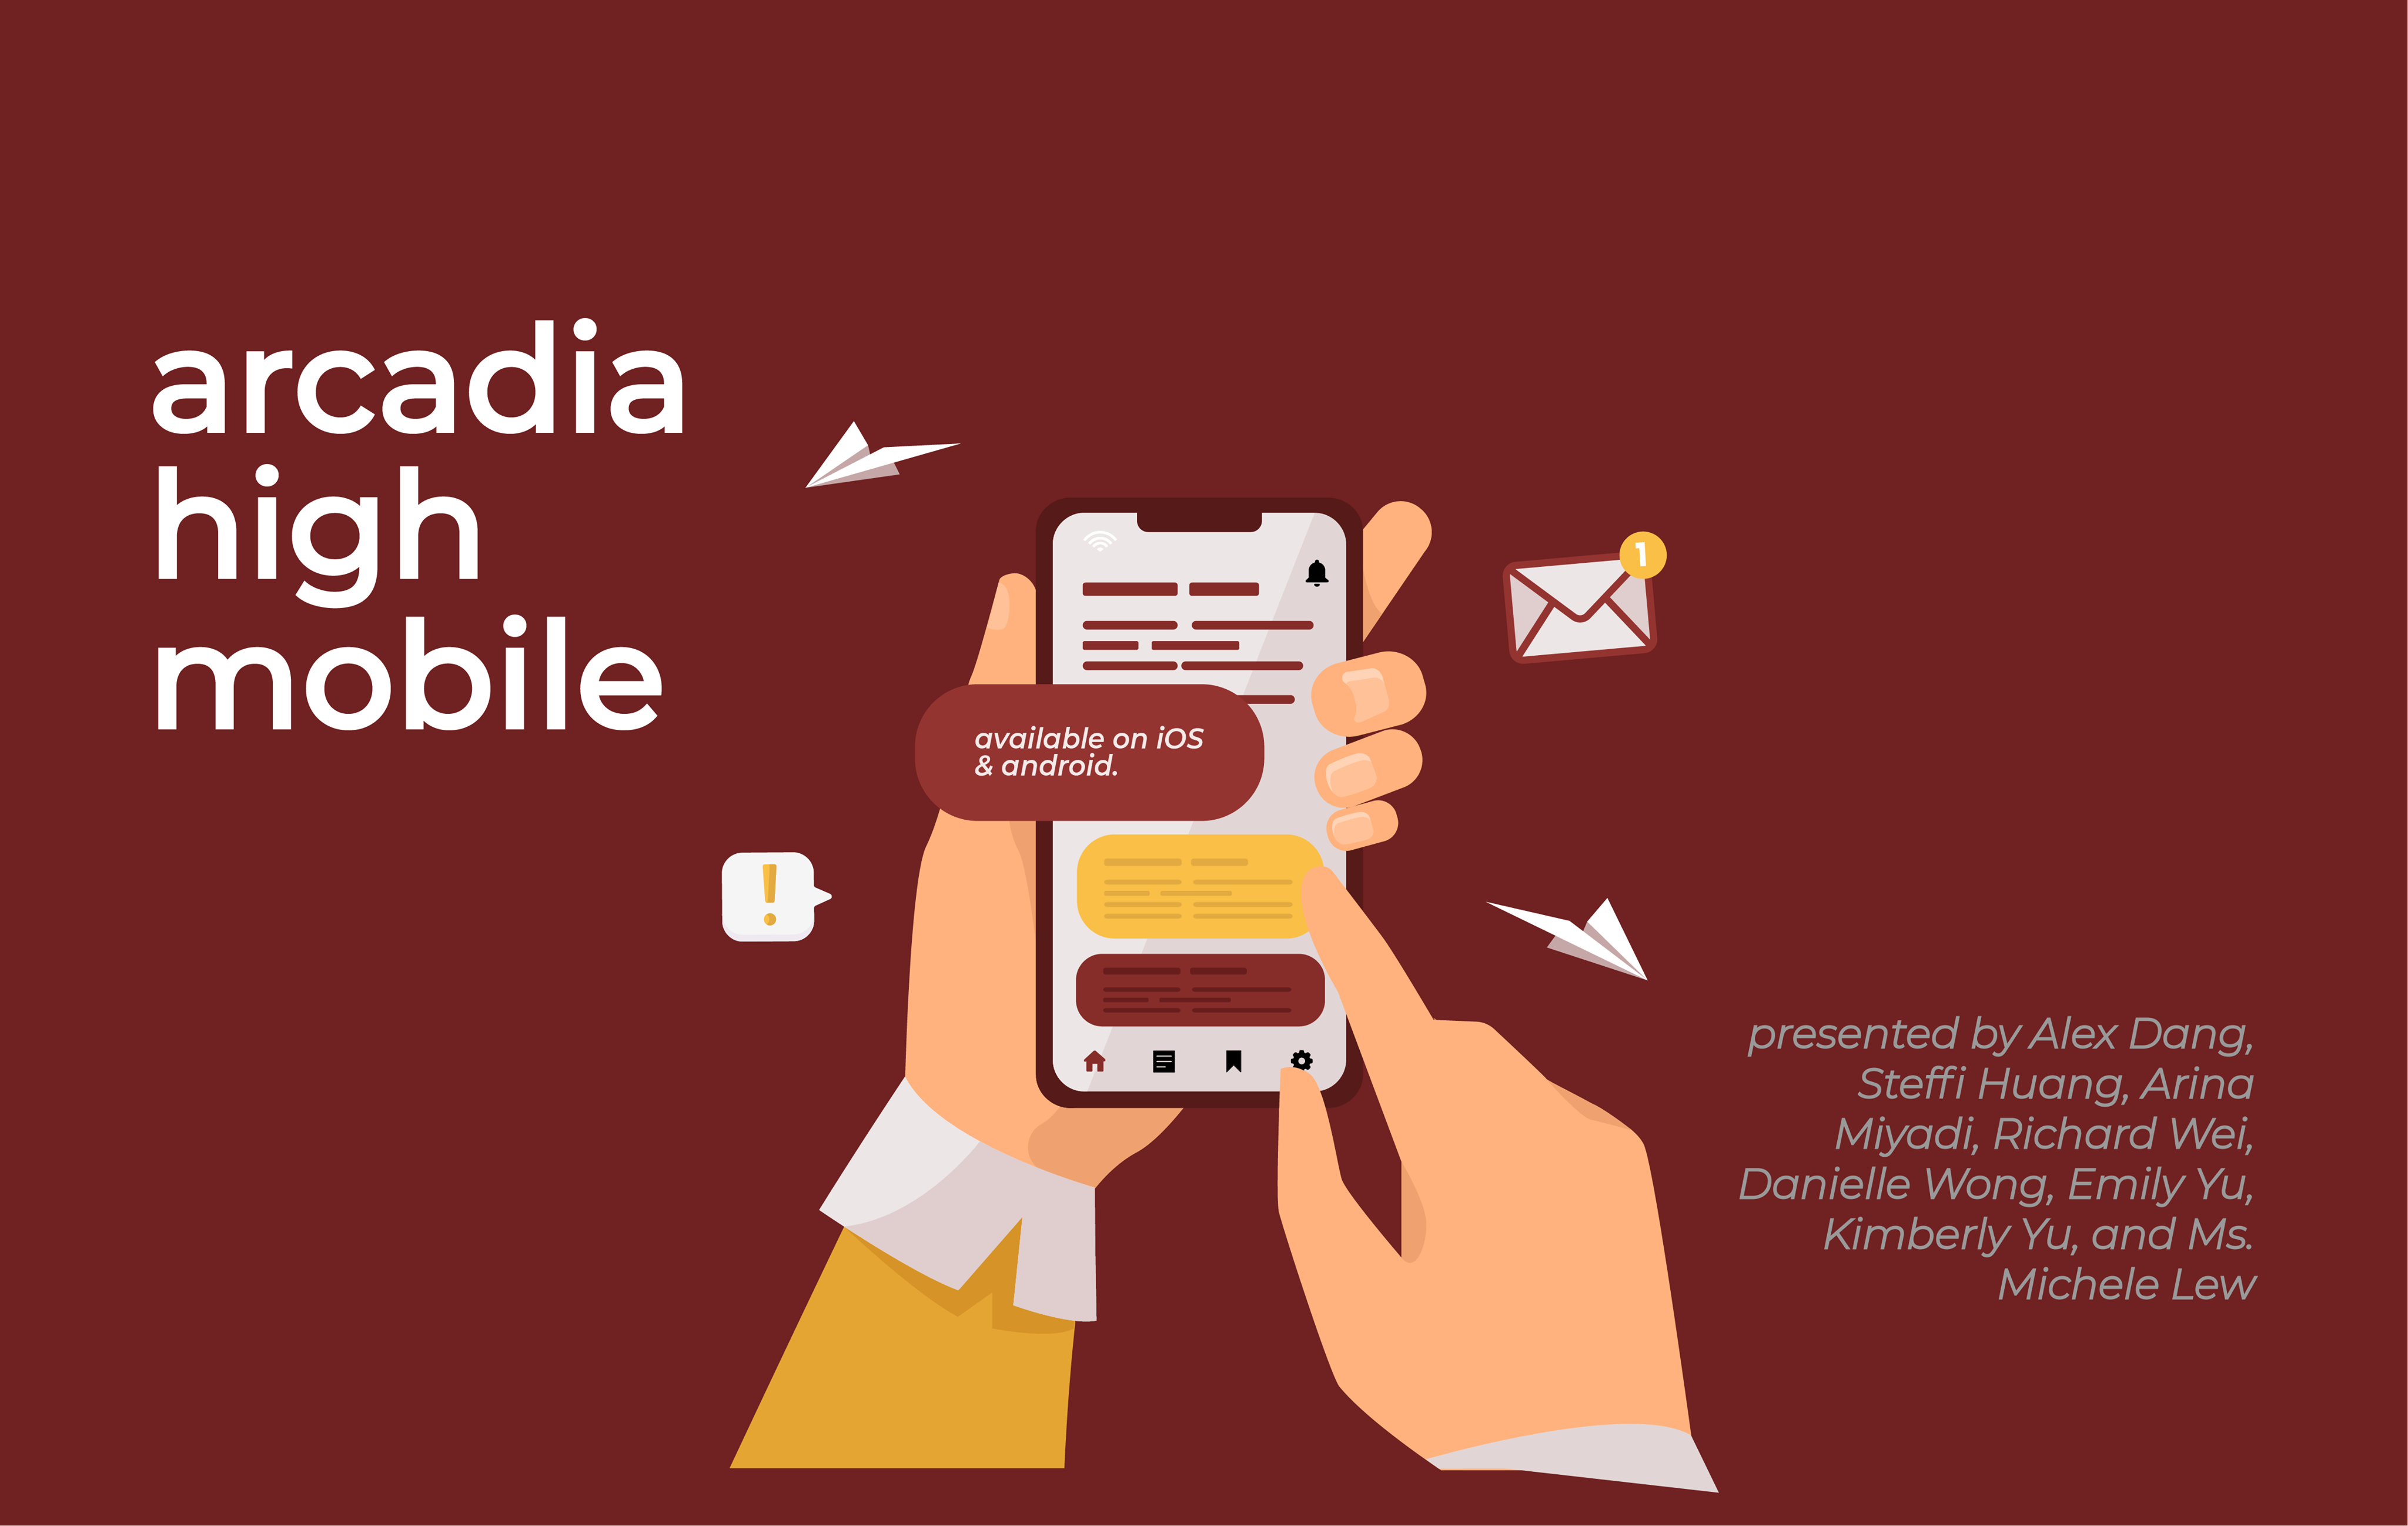 arcadia
high
mobile
1
available on iOS
& android.
!
presented by Alex Dang,
Steffi Huang, Arina
Miyadi, Richard Wei,
Danielle Wong, Emily Yu,
Kimberly Yu, and Ms.
Michele Lew